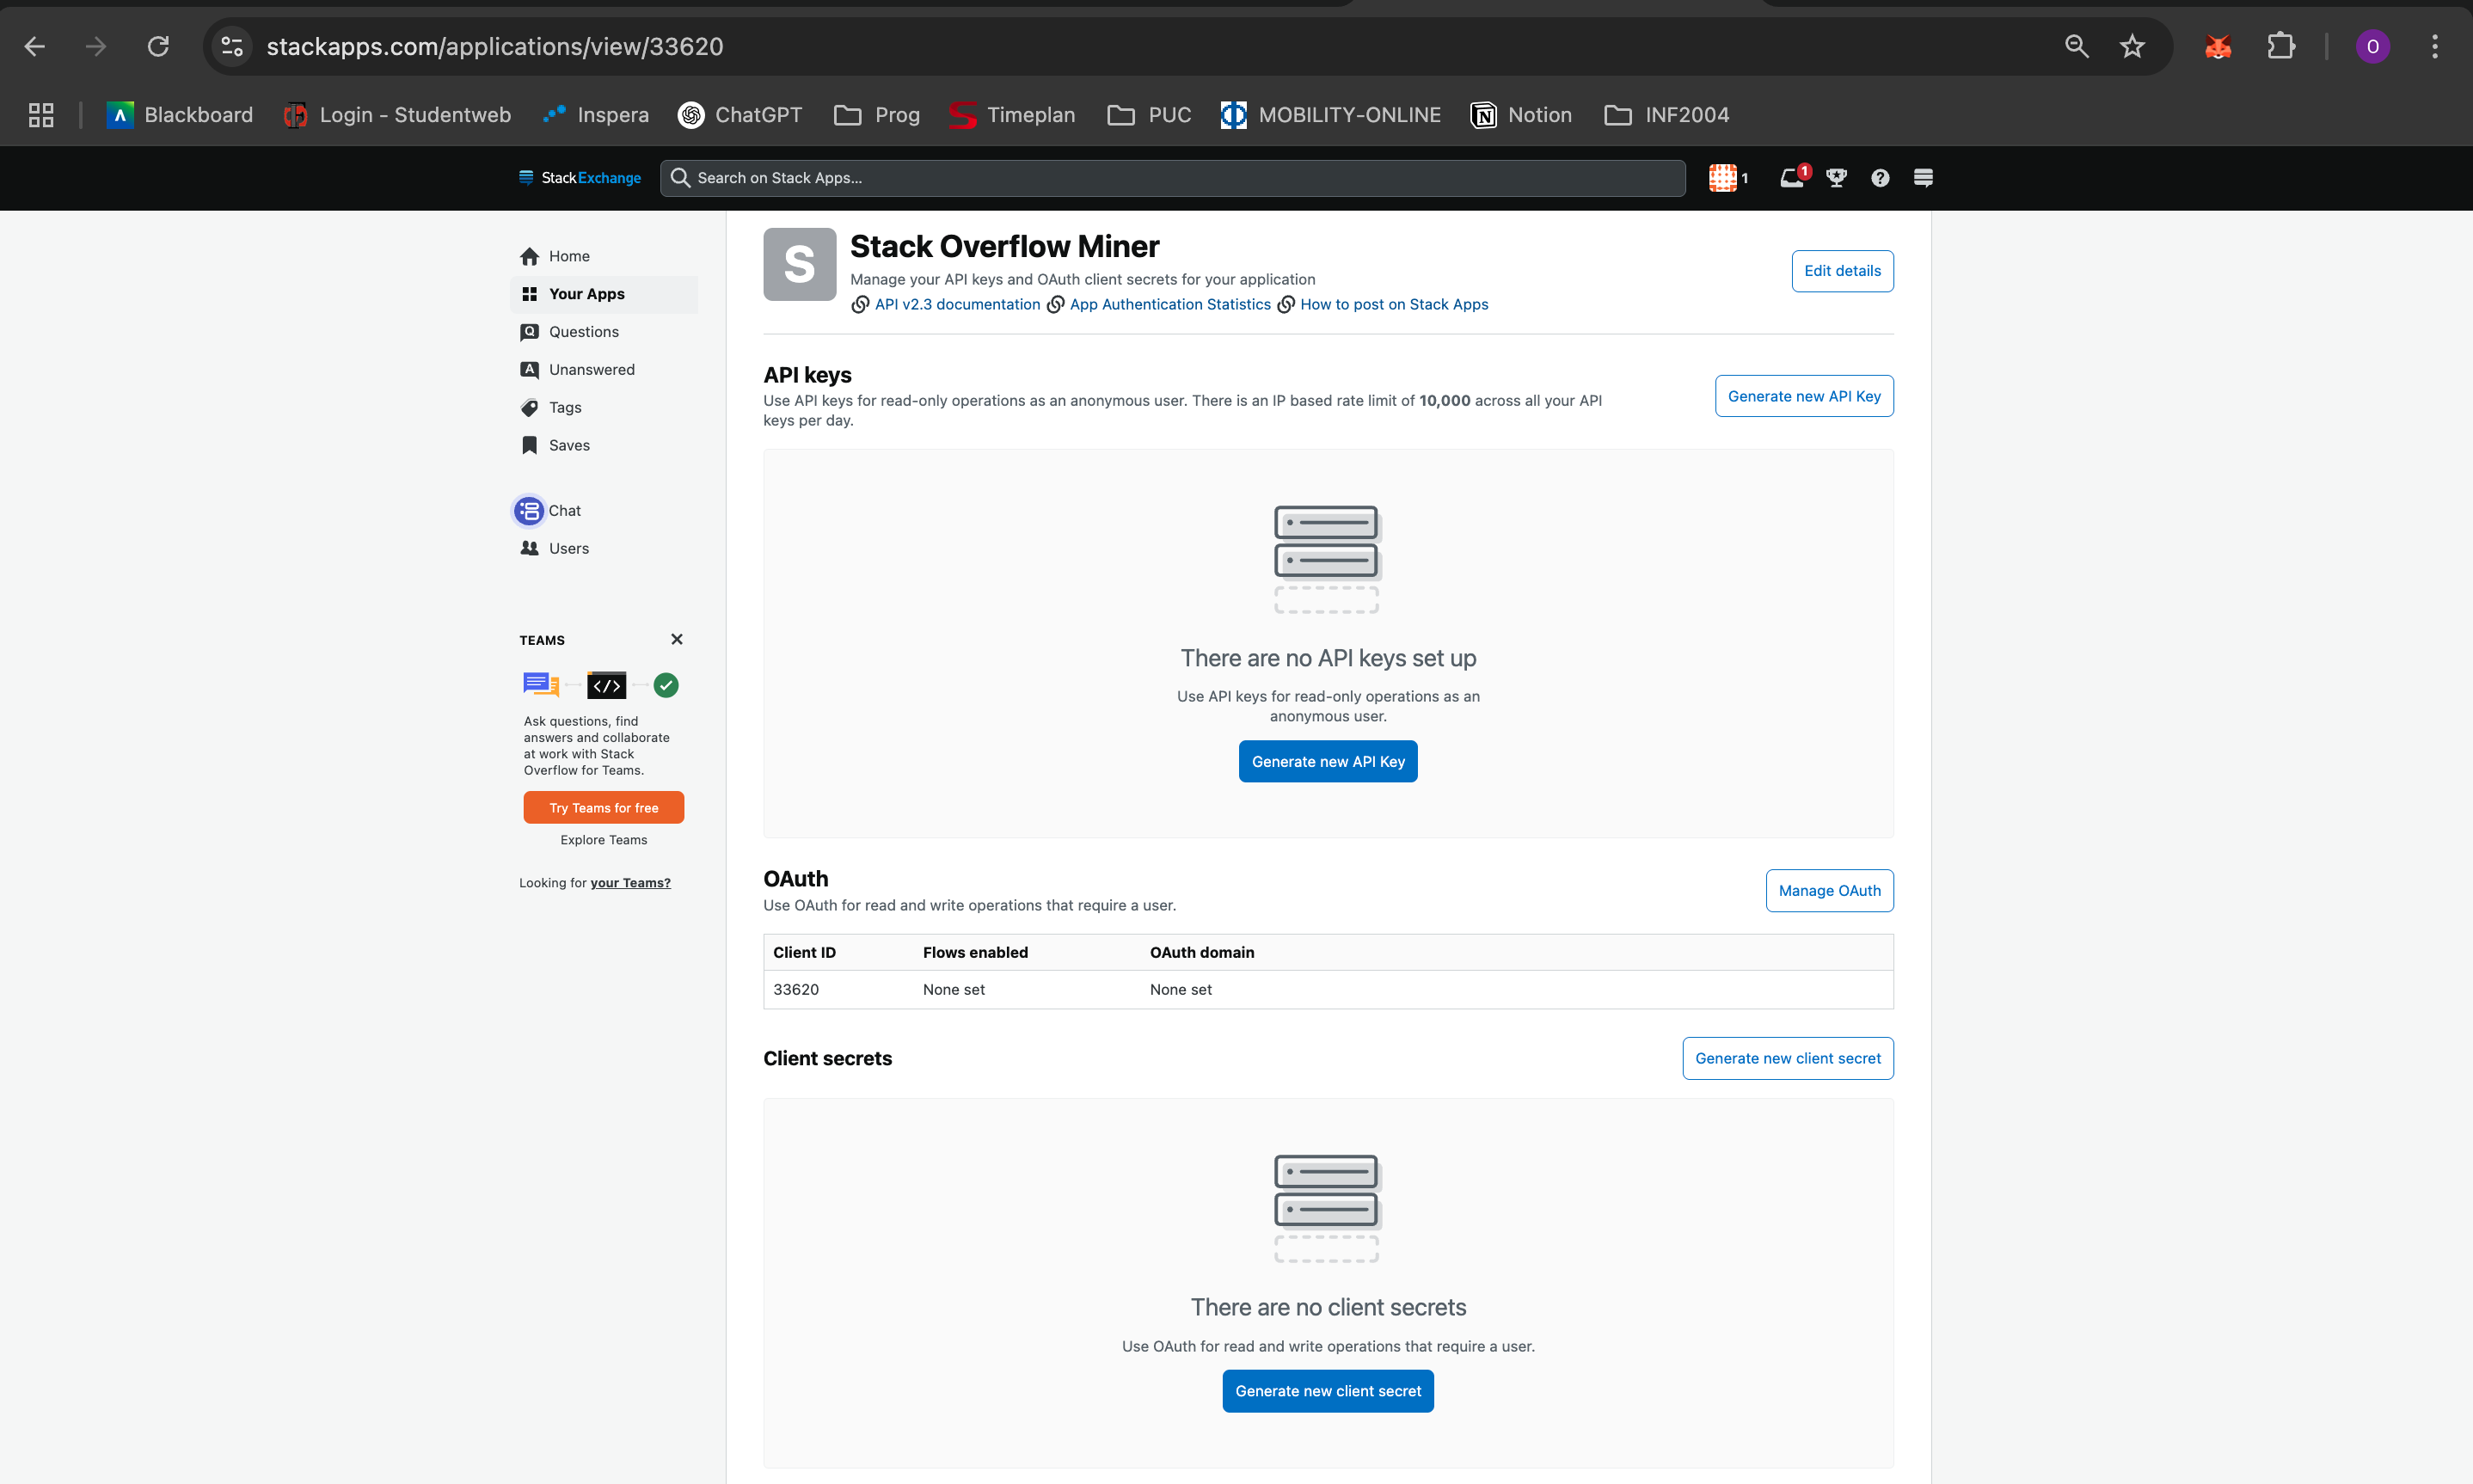 stackapps.com/applications/view/33620
O
Blackboard
Login - Studentweb
Inspera
ChatGPT
Prog
Timeplan
PUC
MOBILITY-ONLINE
Notion
INF2004
StackExchange
Search on Stack Apps...
1
1
Home
Your Apps
Questions
Unanswered
Tags
Saves
Chat
Users
TEAMS
Ask questions, find
answers and collaborate
at work with Stack
Overflow for Teams.
Try Teams for free
Explore Teams
Looking for your Teams?
S
Stack Overflow Miner
Manage your API keys and OAuth client secrets for your application
API v2.3 documentation App Authentication Statistics How to post on Stack Apps
Edit details
API keys
Use API keys for read-only operations as an anonymous user. There is an IP based rate limit of 10,000 across all your API
keys per day.
Generate new API Key
There are no API keys set up
Use API keys for read-only operations as an
anonymous user.
Generate new API Key
OAuth
Use OAuth for read and write operations that require a user.
Manage OAuth
Client ID Flows enabled OAuth domain
33620 None set None set
Client secrets
Generate new client secret
There are no client secrets
Use OAuth for read and write operations that require a user.
Generate new client secret